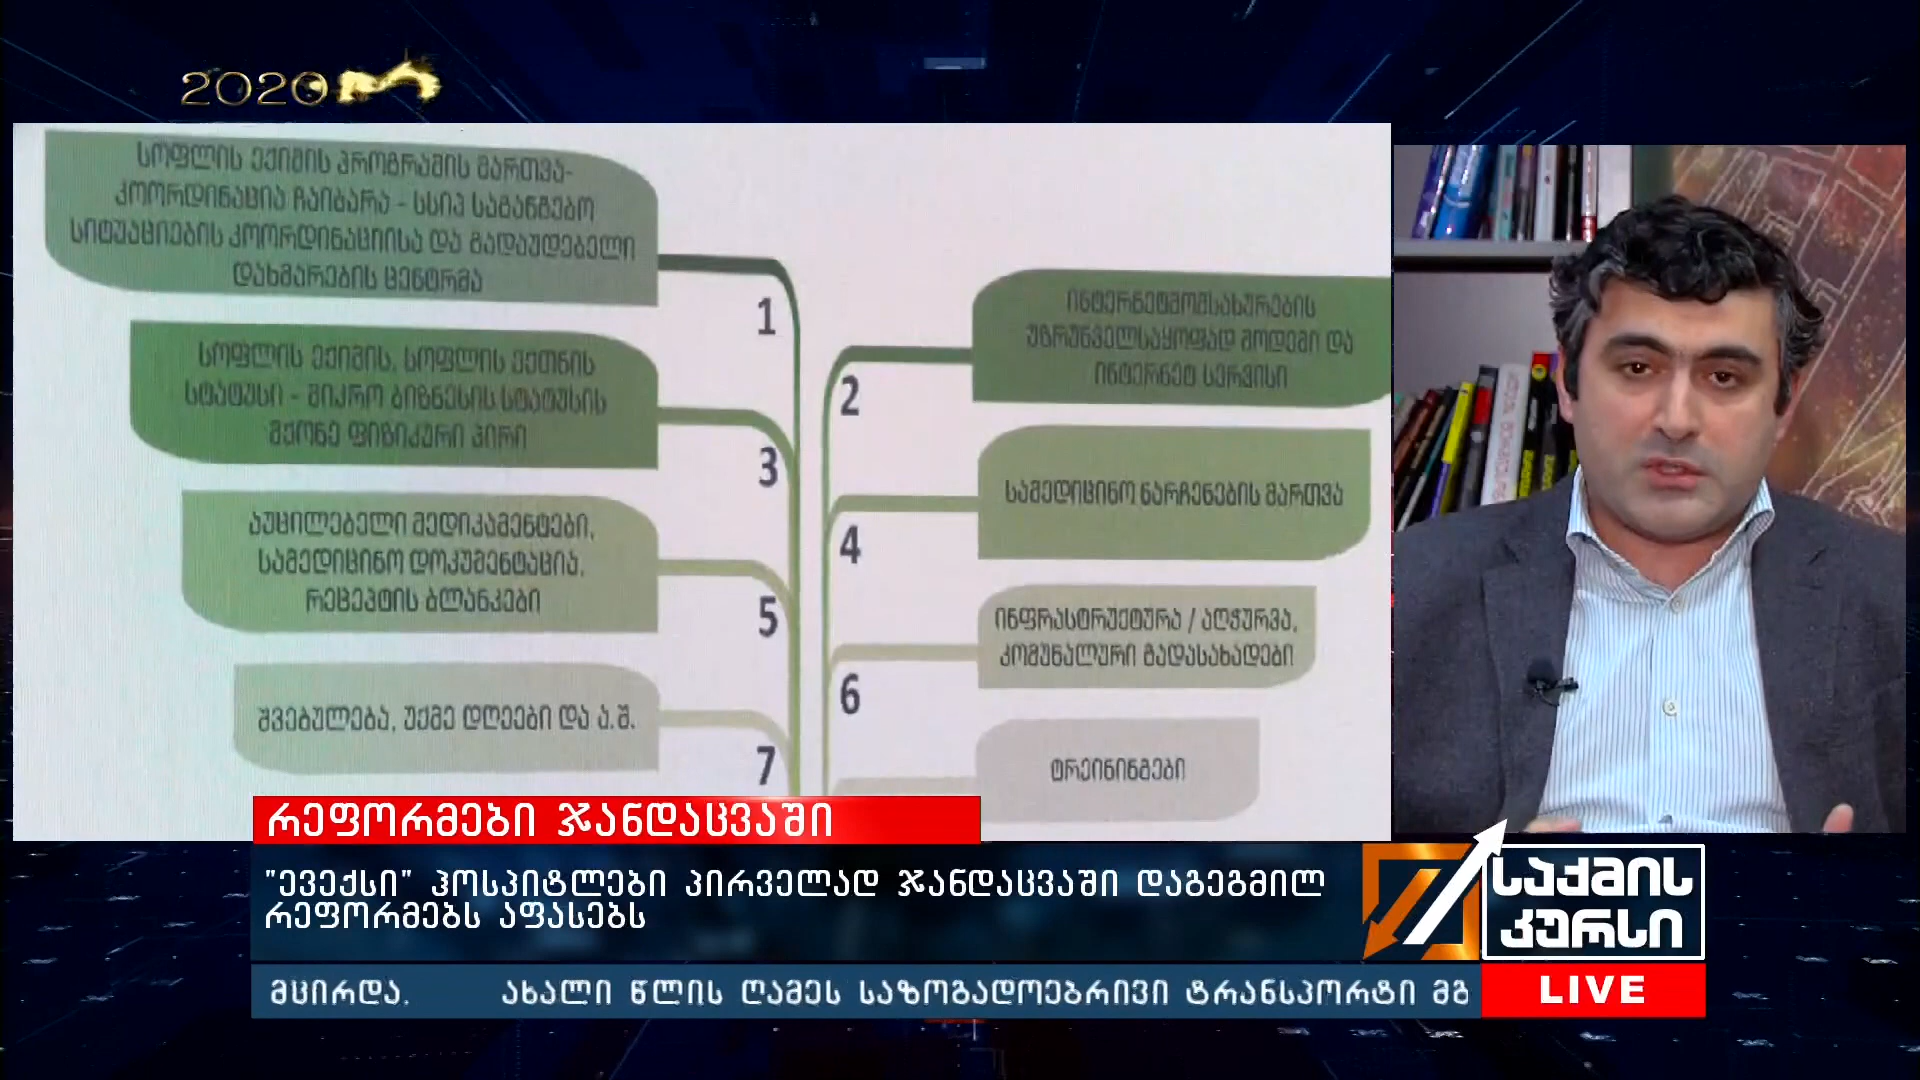 2020
სოფლის ექიმის პროგრამის მართვა-
კოორდინაცია ჩაიბარა - სსიპ საგანგებო
სიტუაციების კოორდინაციისა და გადაუდებელი
დახმარების ცენტრმა
1
ინტერნეტმომსახურების
უზრუნველსაყოფად მოდემი და
ინტერნეტ სერვისი
2
სოფლის ექიმის, სოფლის ექთნის
სტატუსი - მიკრო ბიზნესის სტატუსის
მქონე ფიზიკური პირი
3
სამედიცინო ნარჩენების მართვა
4
აუცილებელი მედიკამენტები,
სამედიცინო დოკუმენტაცია,
რეცეპტის ბლანკები
5
ინფრასტრუქტურა / აღჭურვა,
კომუნალური გადასახადები
6
შვებულება, უქმე დღეები და ა.შ.
7
ტრეინინგები
რეფორმები ჯანდაცვაში
"ევექსი" ჰოსპიტლები პირველად ჯანდაცვაში დაგეგმილ
რეფორმებს აფასებს
საქმის
კურსი
მცირდა. ახალი წლის ღამეს საზოგადოებრივი ტრანსპორტი მგ
LIVE